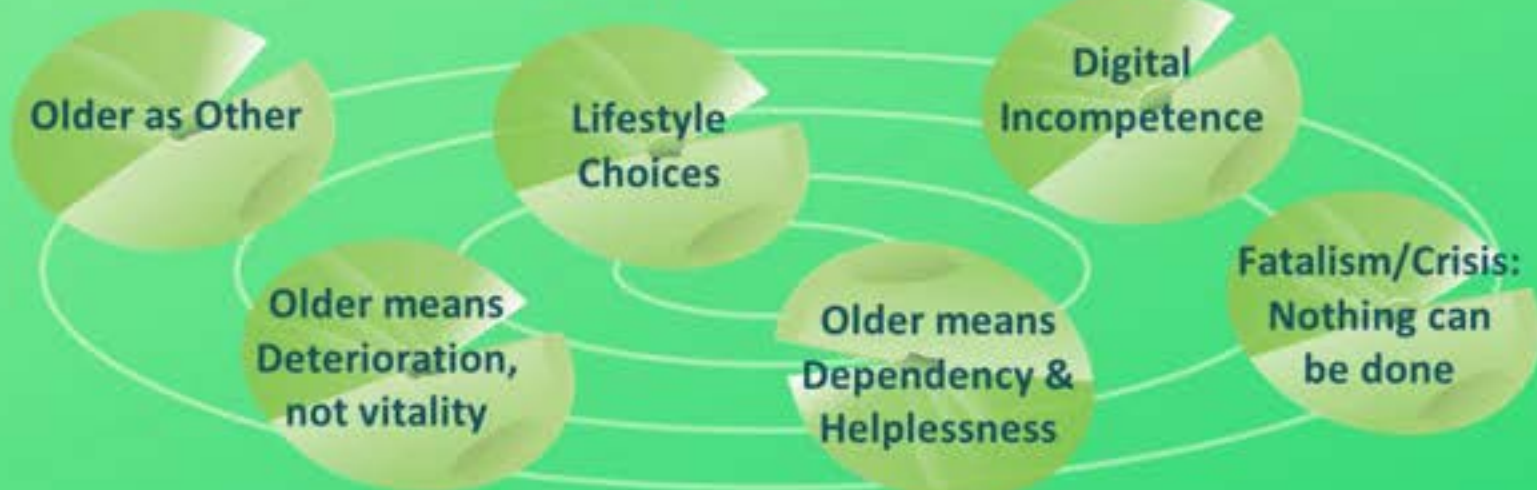 Older as Other
Lifestyle
Choices
Digital
Incompetence
Older means
Deterioration,
not vitality
Older means
Dependency &
Helplessness
Fatalism/Crisis:
Nothing can
be done